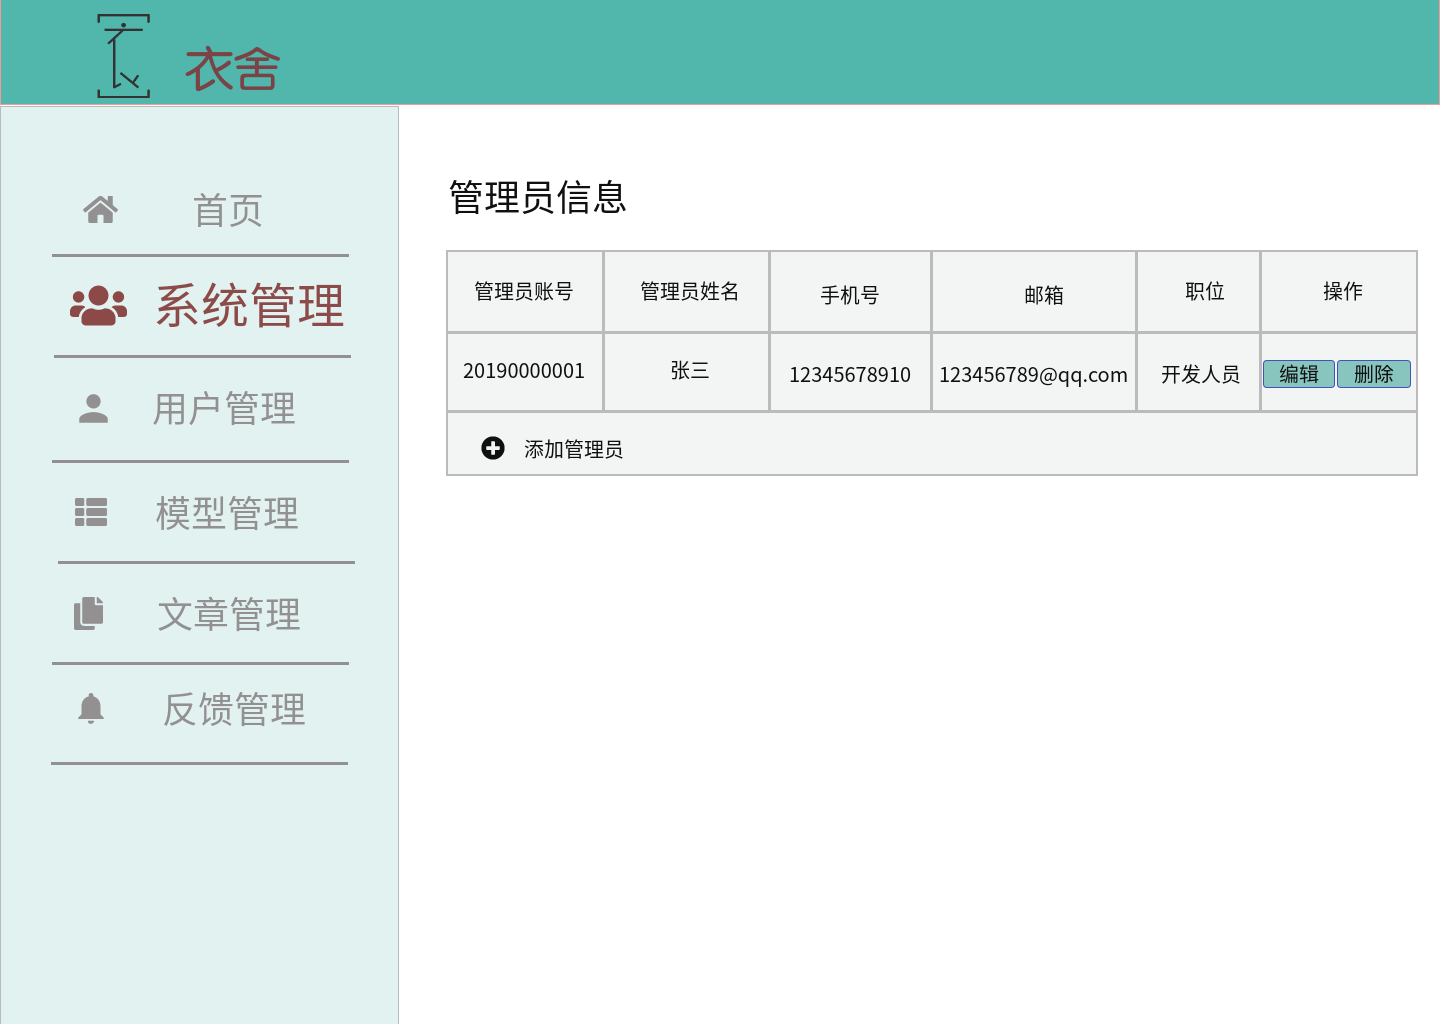 衣舍
首页
系统管理
用户管理
模型管理
文章管理
反馈管理
管理员信息
管理员账号 管理员姓名 手机号 邮箱 职位 操作
20190000001 张三 12345678910 123456789@qq.com 开发人员 编辑 删除
添加管理员